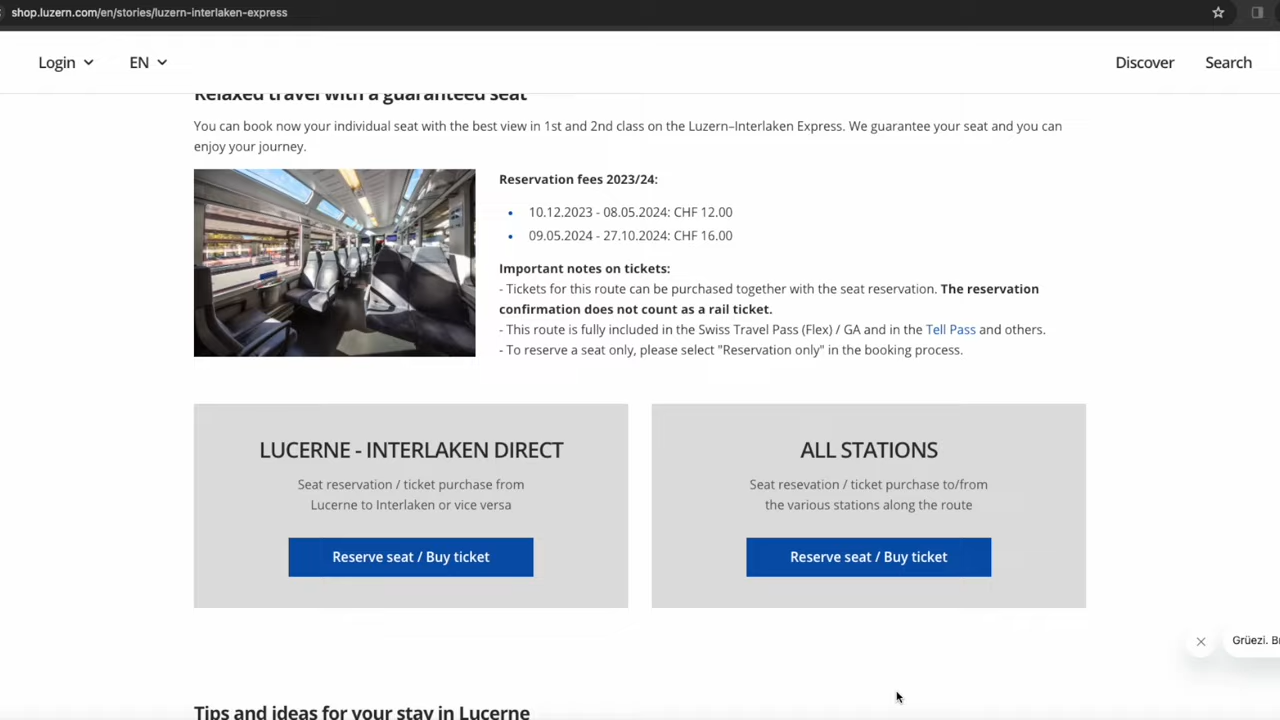 shop.luzern.com/en/stories/luzern-interlaken-express
Login EN Discover Search
Relaxed travel with a guaranteed seat
You can book now your individual seat with the best view in 1st and 2nd class on the Luzern–Interlaken Express. We guarantee your seat and you can
enjoy your journey.
Reservation fees 2023/24:
• 10.12.2023 - 08.05.2024: CHF 12.00
• 09.05.2024 - 27.10.2024: CHF 16.00
Important notes on tickets:
- Tickets for this route can be purchased together with the seat reservation. The reservation
confirmation does not count as a rail ticket.
- This route is fully included in the Swiss Travel Pass (Flex) / GA and in the Tell Pass and others.
- To reserve a seat only, please select "Reservation only" in the booking process.
LUCERNE - INTERLAKEN DIRECT
Seat reservation / ticket purchase from
Lucerne to Interlaken or vice versa
Reserve seat / Buy ticket
ALL STATIONS
Seat resevation / ticket purchase to/from
the various stations along the route
Reserve seat / Buy ticket
Grüezi.
Tips and ideas for your stay in Lucerne